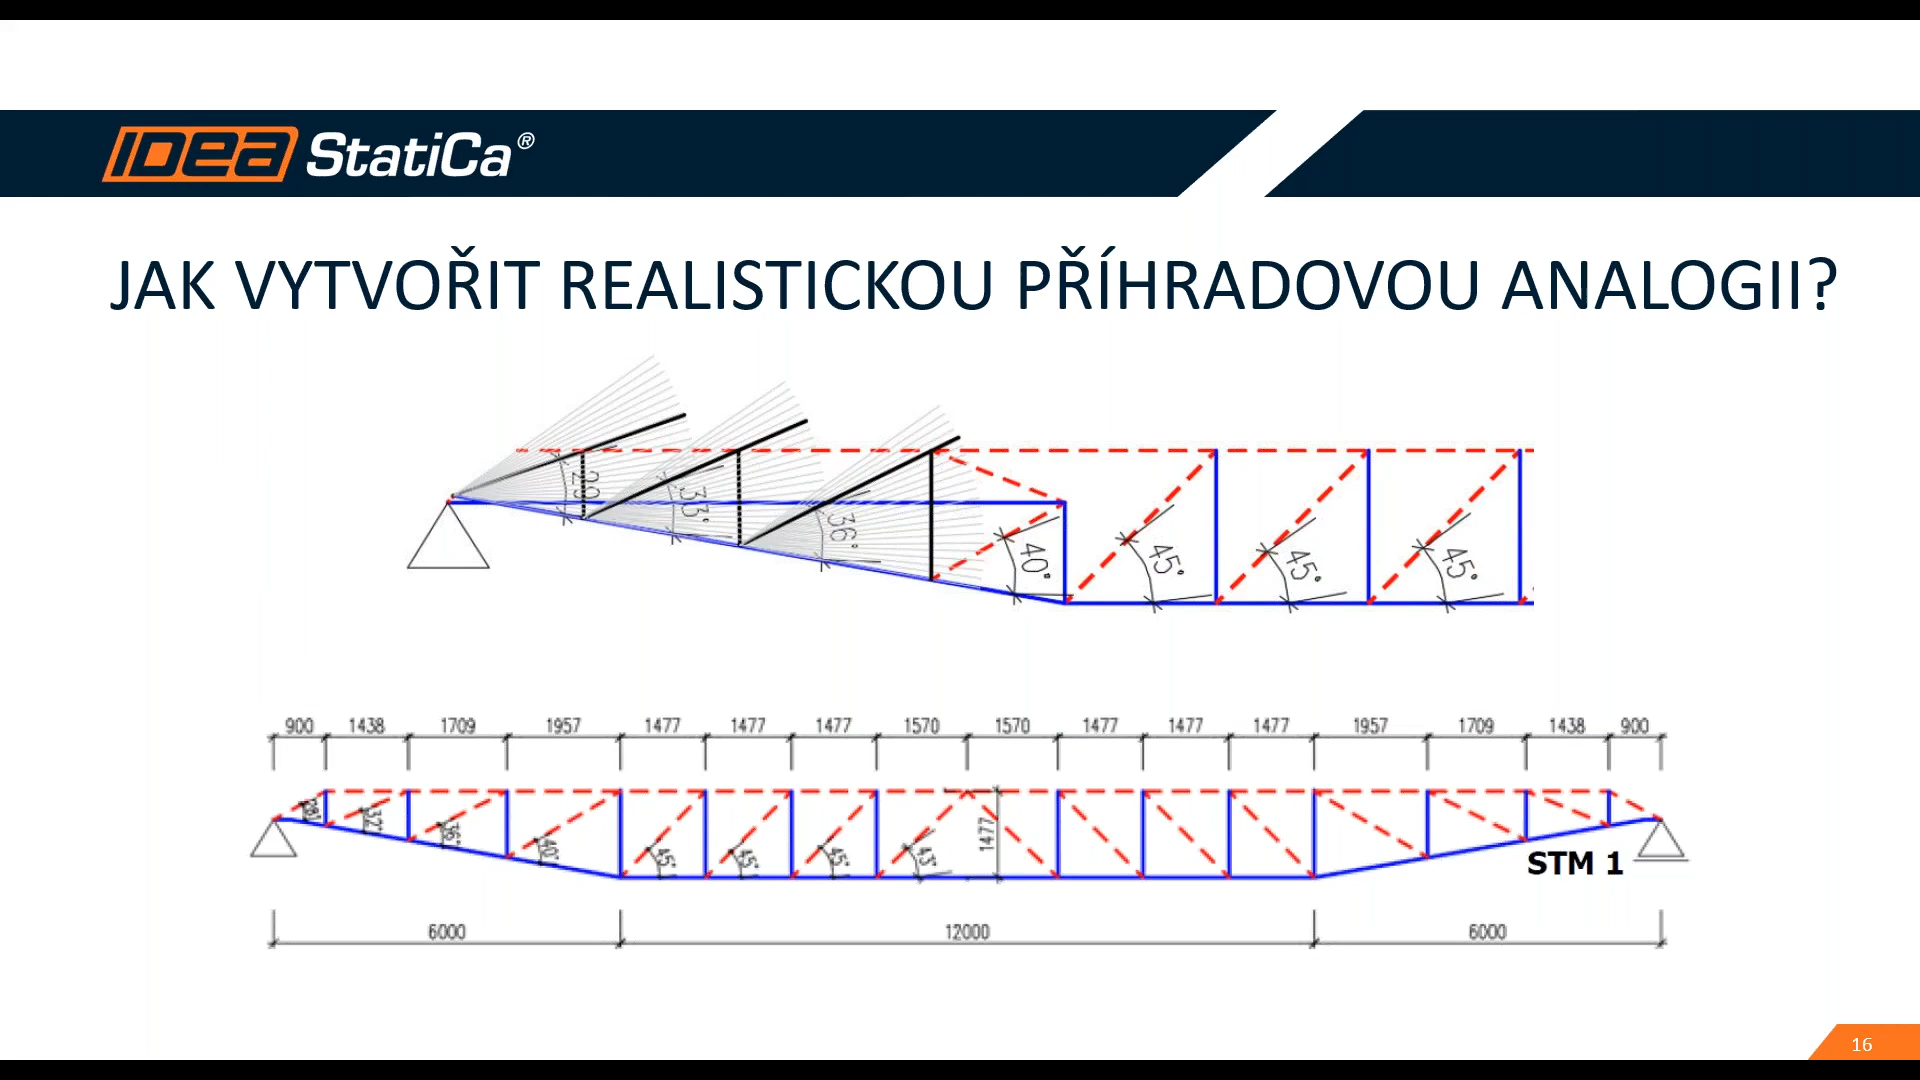 IDEA StatiCa®
JAK VYTVOŘIT REALISTICKOU PŘÍHRADOVOU ANALOGII?
29° 33° 36° 40° 45° 45° 45°
900 1438 1709 1957 1477 1477 1477 1570 1570 1477 1477 1477 1957 1709 1438 900
28° 32° 36° 40° 45° 45° 45° 43° 1477
STM 1
6000 12000 6000
16